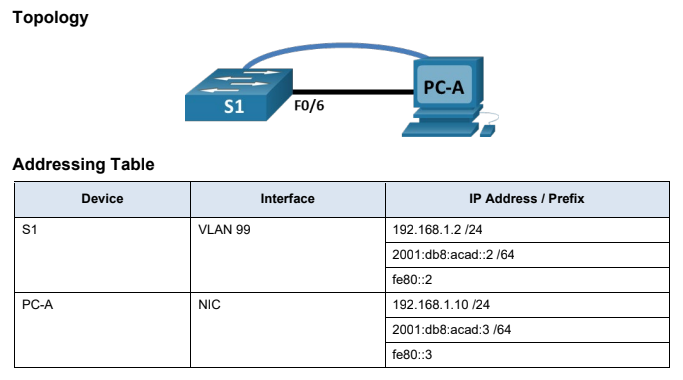 Topology
S1
F0/6
PC-A
Addressing Table
Device Interface IP Address / Prefix
S1 VLAN 99 192.168.1.2 /24
2001:db8:acad::2 /64
fe80::2
PC-A NIC 192.168.1.10 /24
2001:db8:acad:3 /64
fe80::3